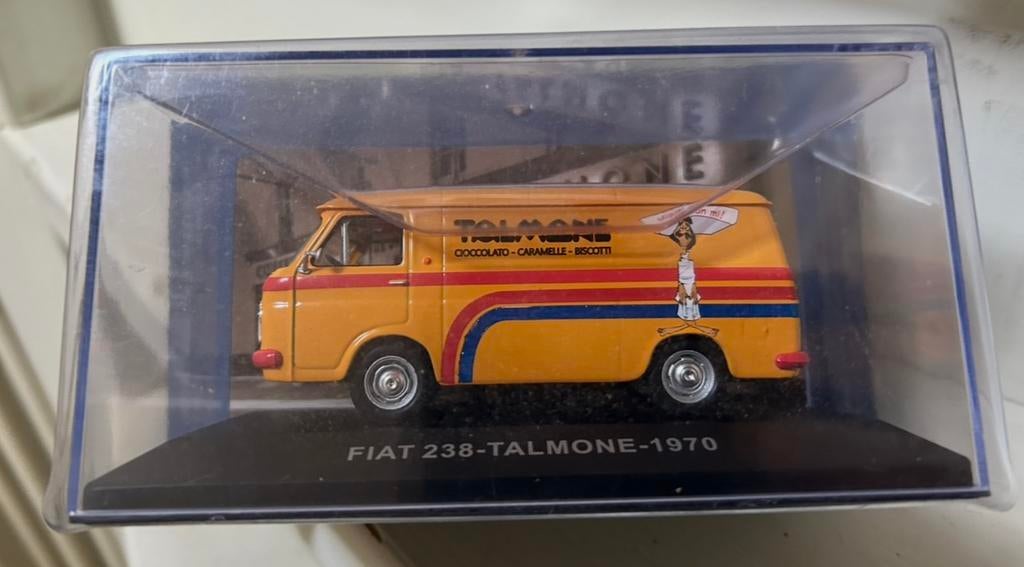 TALMONE
CIOCCOLATO - CARAMELLE - BISCOTTI
FIAT 238-TALMONE-1970